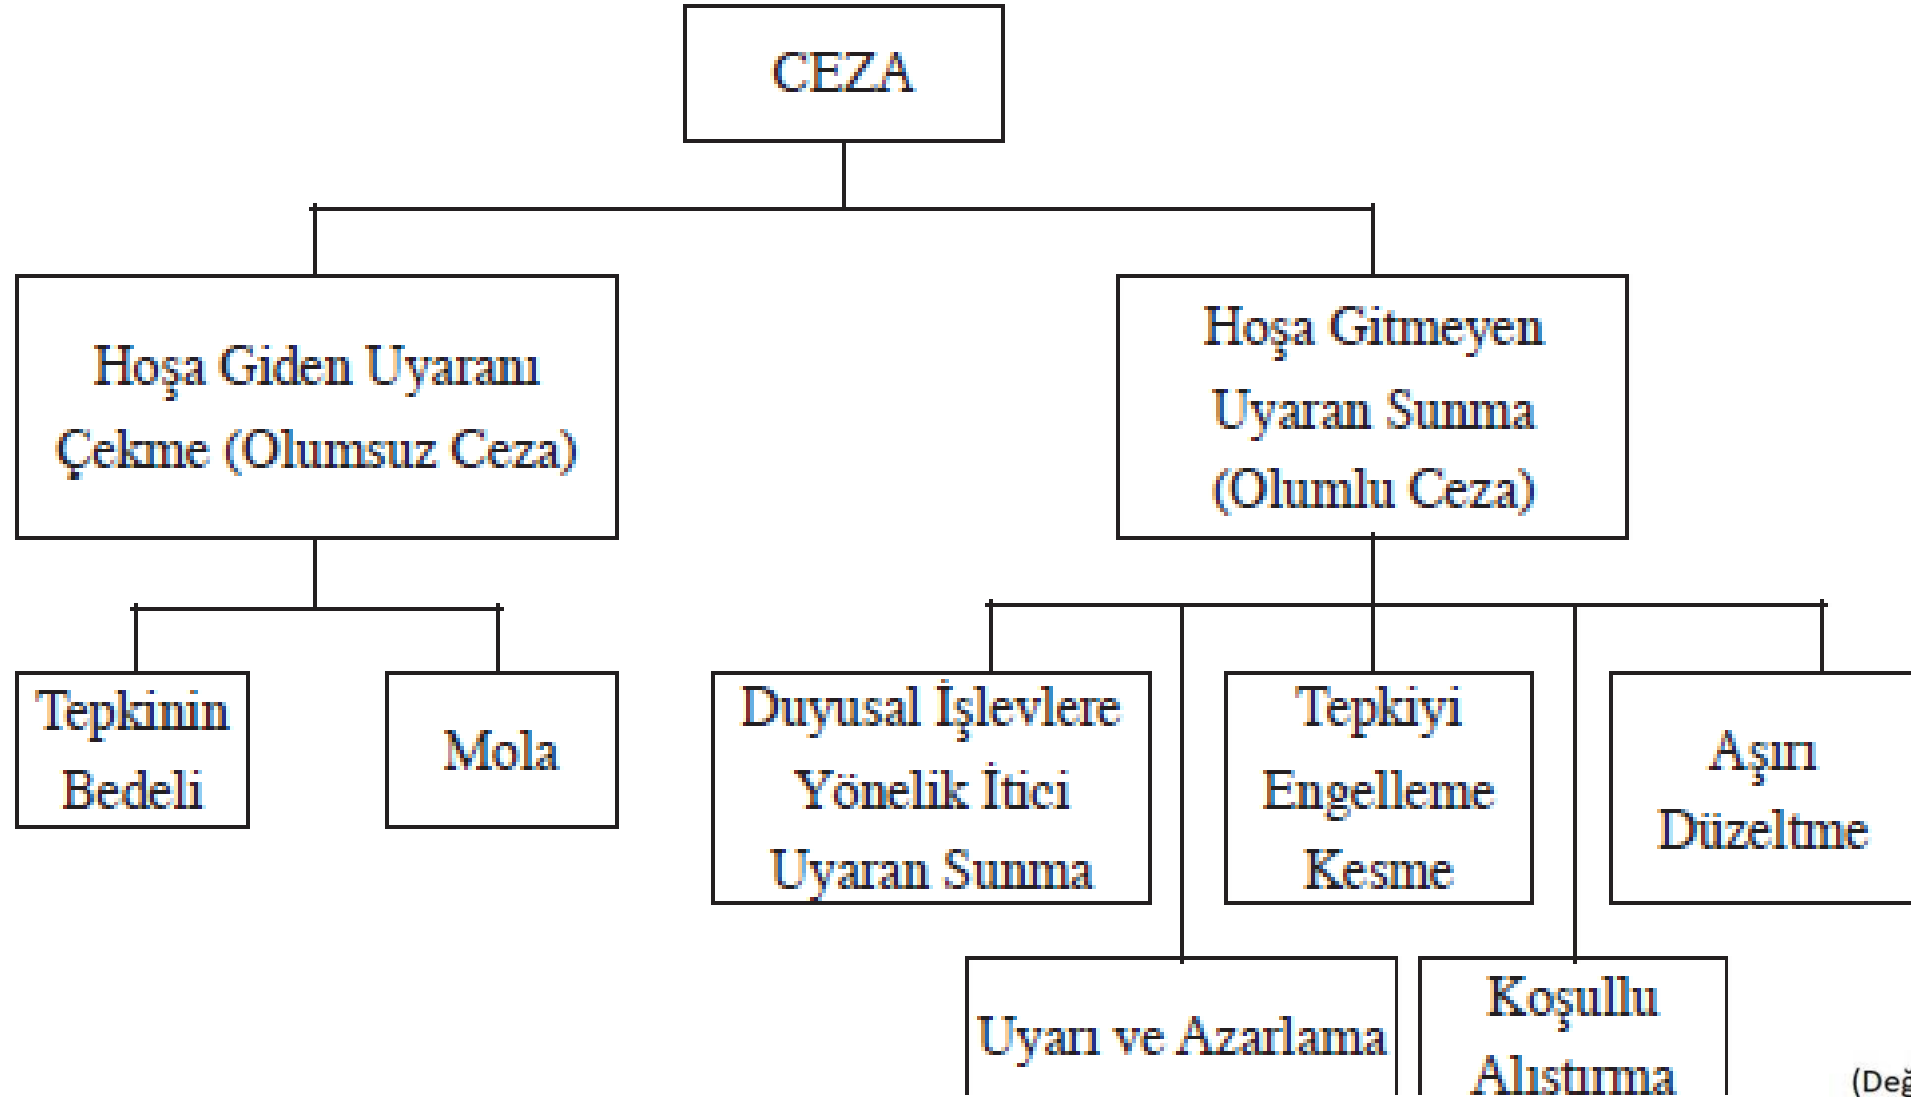 CEZA
Hoşa Giden Uyaranı
Çekme (Olumsuz Ceza)
Hoşa Gitmeyen
Uyaran Sunma
(Olumlu Ceza)
Tepkinin
Bedeli
Mola
Duyusal İşlevlere
Yönelik İtici
Uyaran Sunma
Tepkiyi
Engelleme
Kesme
Aşırı
Düzeltme
Uyarı ve Azarlama
Koşullu
Alıştırma